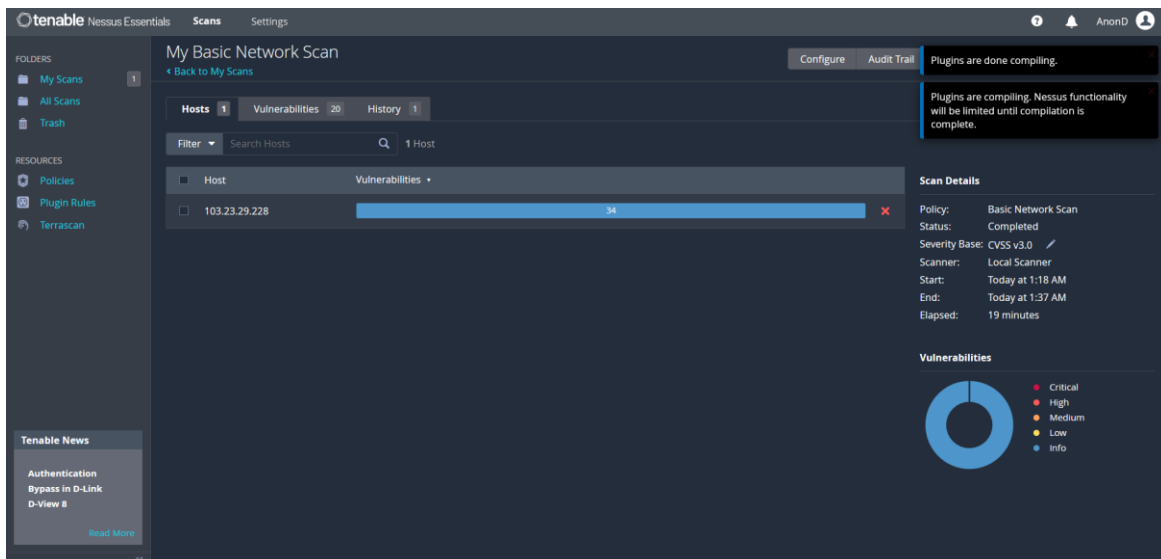 tenable Nessus Essentials Scans Settings AnonD
FOLDERS
My Scans 1
All Scans
Trash
RESOURCES
Policies
Plugin Rules
Terrascan
Tenable News
Authentication
Bypass in D-Link
D-View 8
Read More
My Basic Network Scan
Back to My Scans
Configure Audit Trail
Plugins are done compiling.
Plugins are compiling. Nessus functionality
will be limited until compilation is
complete.
Hosts 1 Vulnerabilities 20 History 1
Filter Search Hosts 1 Host
Host Vulnerabilities
103.23.29.228 34
Scan Details
Policy: Basic Network Scan
Status: Completed
Severity Base: CVSS v3.0
Scanner: Local Scanner
Start: Today at 1:18 AM
End: Today at 1:37 AM
Elapsed: 19 minutes
Vulnerabilities
Critical
High
Medium
Low
Info